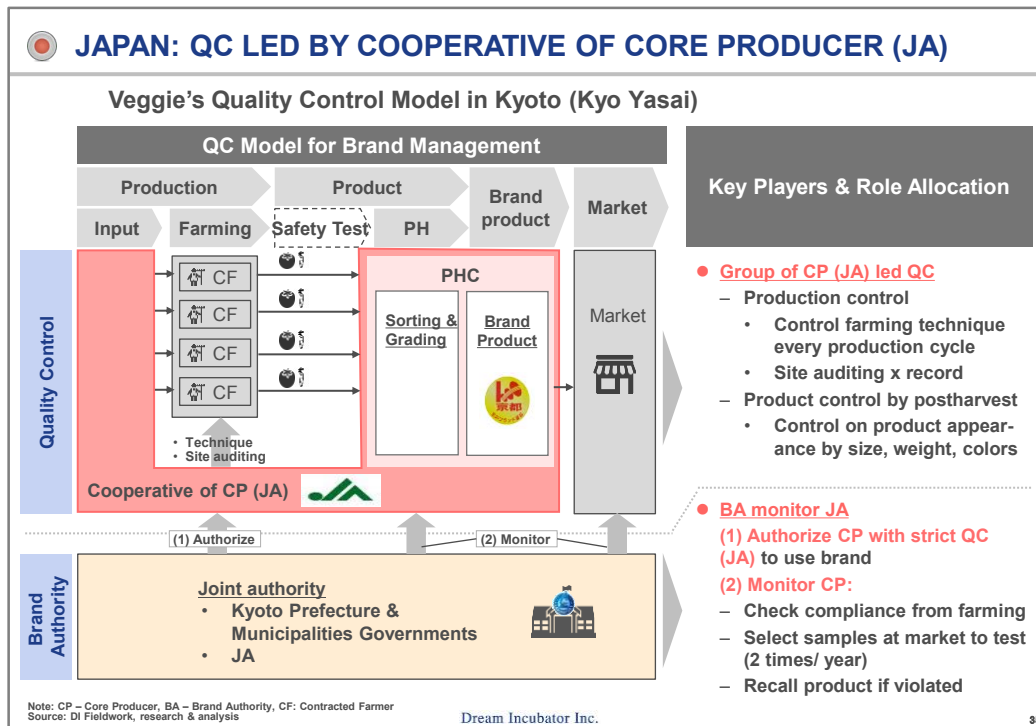 JAPAN: QC LED BY COOPERATIVE OF CORE PRODUCER (JA)
Veggie's Quality Control Model in Kyoto (Kyo Yasai)
QC Model for Brand Management
Production
Product
Brand
product
Market
Input
Farming
Safety Test
PH
Key Players & Role Allocation
Quality Control
CF
CF
CF
CF
• Technique
• Site auditing
PHC
Sorting &
Grading
Brand
Product
京都
Market
Cooperative of CP (JA)
(1) Authorize
(2) Monitor
Brand
Authority
Joint authority
• Kyoto Prefecture &
Municipalities Governments
• JA
Group of CP (JA) led QC
– Production control
• Control farming technique
every production cycle
• Site auditing x record
– Product control by postharvest
• Control on product appear-
ance by size, weight, colors
BA monitor JA
(1) Authorize CP with strict QC
(JA) to use brand
(2) Monitor CP:
– Check compliance from farming
– Select samples at market to test
(2 times/ year)
– Recall product if violated
Note: CP – Core Producer, BA – Brand Authority, CF: Contracted Farmer
Source: DI Fieldwork, research & analysis
Dream Incubator Inc.